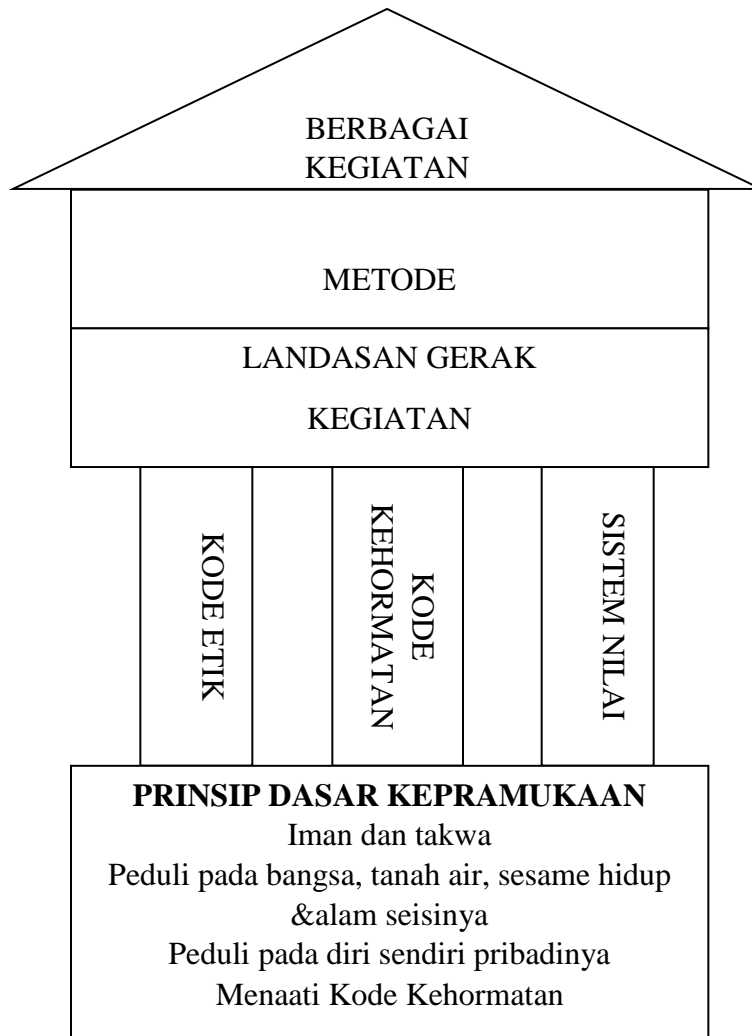 BERBAGAI
KEGIATAN
METODE
LANDASAN GERAK
KEGIATAN
KODE ETIK
KODE
KEHORMATAN
SISTEM NILAI
PRINSIP DASAR KEPRAMUKAAN
Iman dan takwa
Peduli pada bangsa, tanah air, sesame hidup
&alam seisinya
Peduli pada diri sendiri pribadinya
Menaati Kode Kehormatan